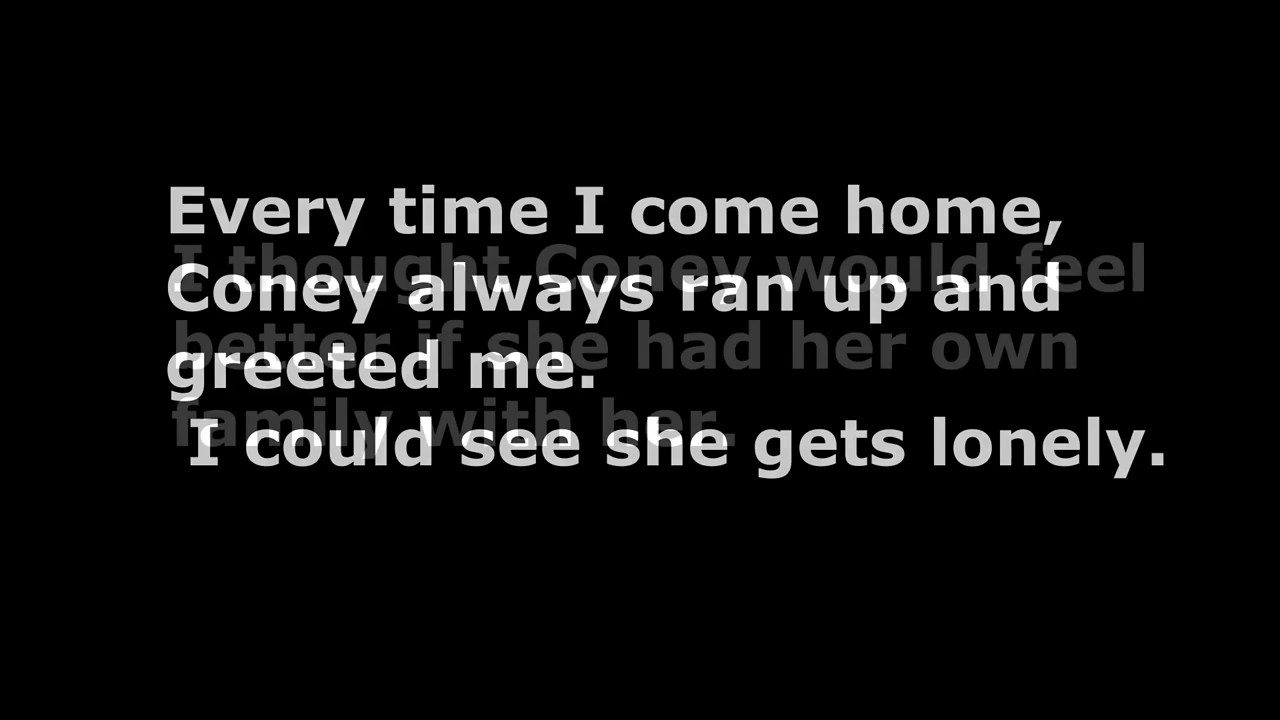 Every time I come home,
Coney always ran up and
greeted me.
I could see she gets lonely.
I thought Coney would feel
better if she had her own
family with her.